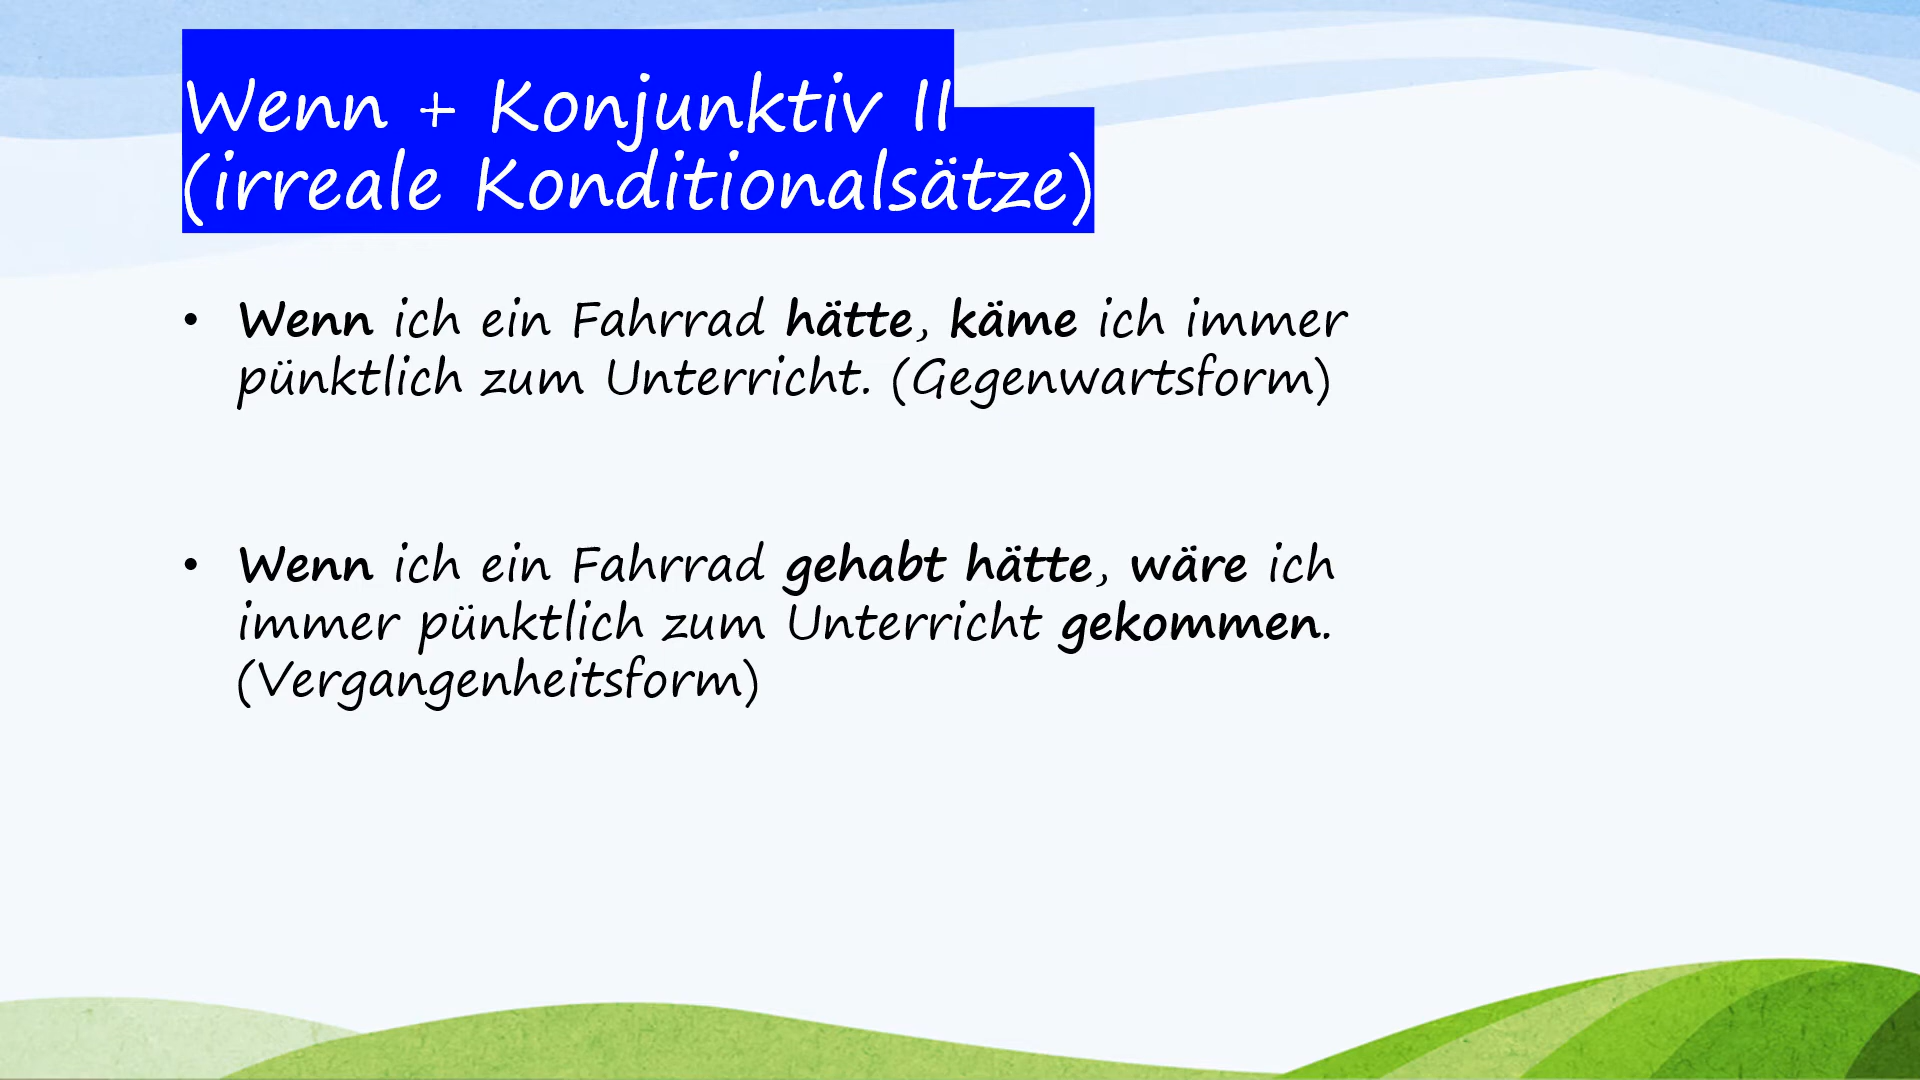 Wenn + Konjunktiv II
(irreale Konditionalsätze)
• Wenn ich ein Fahrrad hätte, käme ich immer
pünktlich zum Unterricht. (Gegenwartsform)
• Wenn ich ein Fahrrad gehabt hätte, wäre ich
immer pünktlich zum Unterricht gekommen.
(Vergangenheitsform)